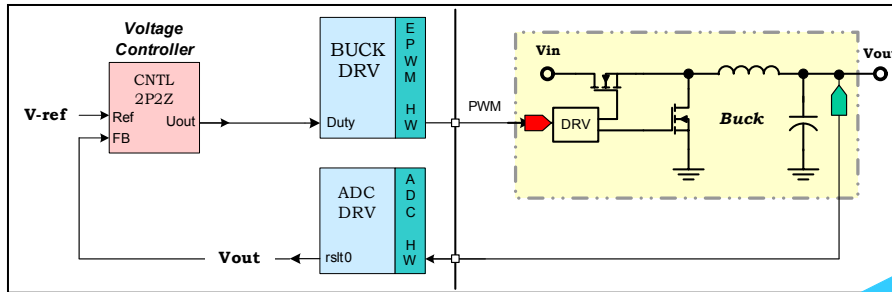 Voltage
Controller
CNTL
2P2Z
V-ref
Ref
Uout
FB
BUCK
DRV
Duty
E
P
W
M
H
W
PWM
Vin
Vout
DRV
Buck
ADC
DRV
rslt0
A
D
C
H
W
Vout